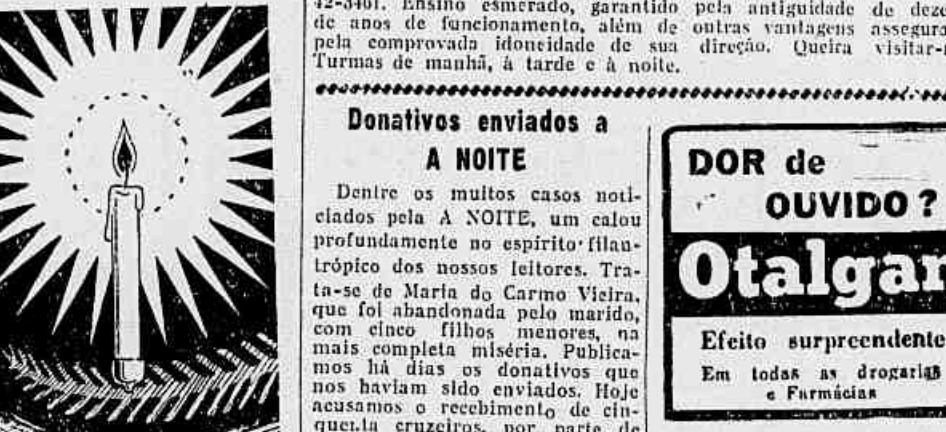 42-3461. Ensino esmerado, garantido pela antiguidade de deze
de anos de funcionamento, além de outras vantagens assegura
pela comprovada idoneidade de sua direção. Queira visitar-
Turmas de manhã, à tarde e à noite.
Donativos enviados a
A NOITE
Dentre os muitos casos noti-
ciados pela A NOITE, um calou
profundamente no espírito filan-
trópico dos nossos leitores. Tra-
ta-se de Maria do Carmo Vieira,
que foi abandonada pelo marido,
com cinco filhos menores, na
mais completa miséria. Publica-
mos há dias os donativos que
nos haviam sido enviados. Hoje
acusamos o recebimento de cin-
quenta cruzeiros, por parte de
DOR de
OUVIDO?
Otalgan
Efeito surpreendente
Em todas as drogarias
e Farmácias